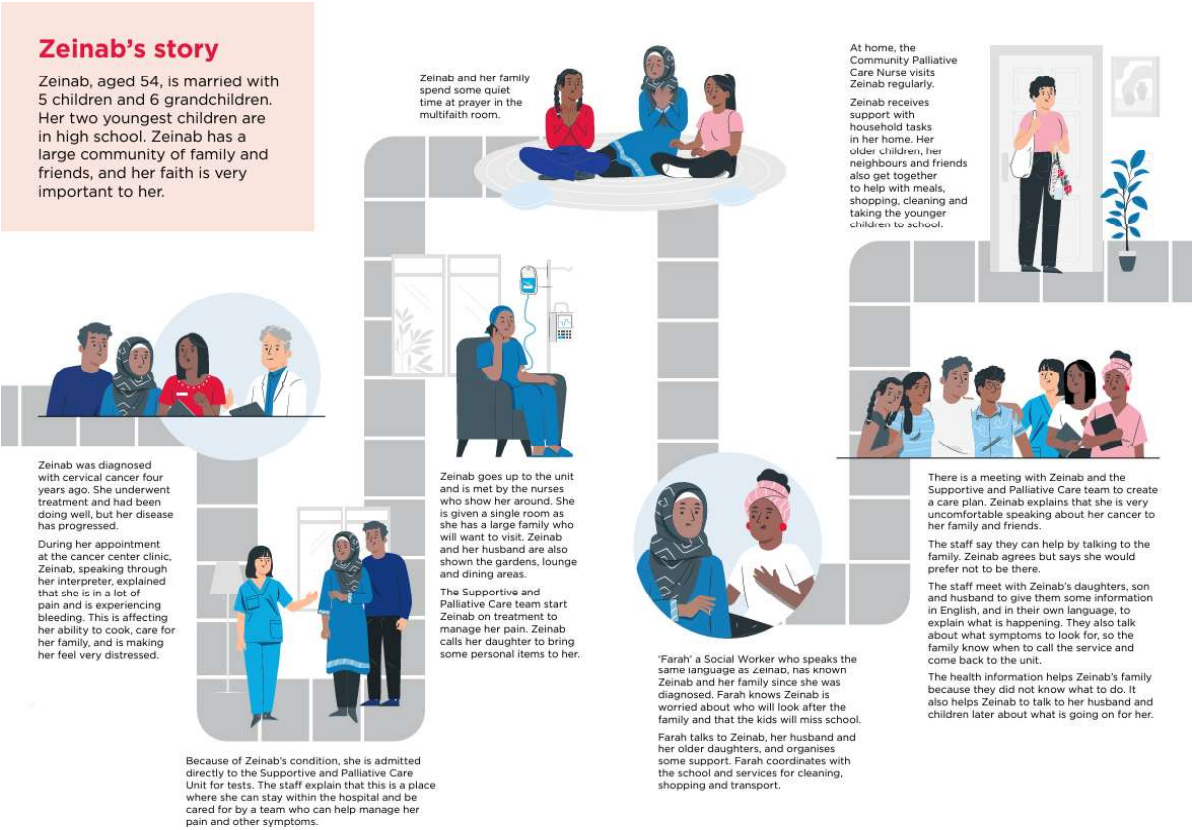 Zeinab's story
Zeinab, aged 54, is married with
5 children and 6 grandchildren.
Her two youngest children are
in high school. Zeinab has a
large community of family and
friends, and her faith is very
important to her.
Zeinab was diagnosed
with cervical cancer four
years ago. She underwent
treatment and had been
doing well, but her disease
has progressed.
During her appointment
at the cancer center clinic,
Zeinab, speaking through
her interpreter, explained
that she is in a lot of
pain and is experiencing
bleeding. This is affecting
her ability to cook, care for
her family, and is making
her feel very distressed.
Because of Zeinab's condition, she is admitted
directly to the Supportive and Palliative Care
Unit for tests. The staff explain that this is a place
where she can stay within the hospital and be
cared for by a team who can help manage her
pain and other symptoms.
Zeinab goes up to the unit
and is met by the nurses
who show her around. She
is given a single room as
she has a large family who
will want to visit. Zeinab
and her husband are also
shown the gardens, lounge
and dining areas.
The Supportive and
Palliative Care team start
Zeinab on treatment to
manage her pain. Zeinab
calls her daughter to bring
some personal items to her.
Zeinab and her family
spend some quiet
time at prayer in the
multifaith room.
'Farah' a Social Worker who speaks the
same language as Zeinab, has known
Zeinab and her family since she was
diagnosed. Farah knows Zeinab is
worried about who will look after the
family and that the kids will miss school.
Farah talks to Zeinab, her husband and
her older daughters, and organises
some support. Farah coordinates with
the school and services for cleaning,
shopping and transport.
There is a meeting with Zeinab and the
Supportive and Palliative Care team to create
a care plan. Zeinab explains that she is very
uncomfortable speaking about her cancer to
her family and friends.
The staff say they can help by talking to the
family. Zeinab agrees but says she would
prefer not to be there.
The staff meet with Zeinab's daughters, son
and husband to give them some information
in English, and in their own language, to
explain what is happening. They also talk
about what symptoms to look for, so the
family know when to call the service and
come back to the unit.
The health information helps Zeinab's family
because they did not know what to do. It
also helps Zeinab to talk to her husband and
children later about what is going on for her.
At home, the
Community Palliative
Care Nurse visits
Zeinab regularly.
Zeinab receives
support with
household tasks
in her home. Her
older children, her
neighbours and friends
also get together
to help with meals,
shopping, cleaning and
taking the younger
children to school.